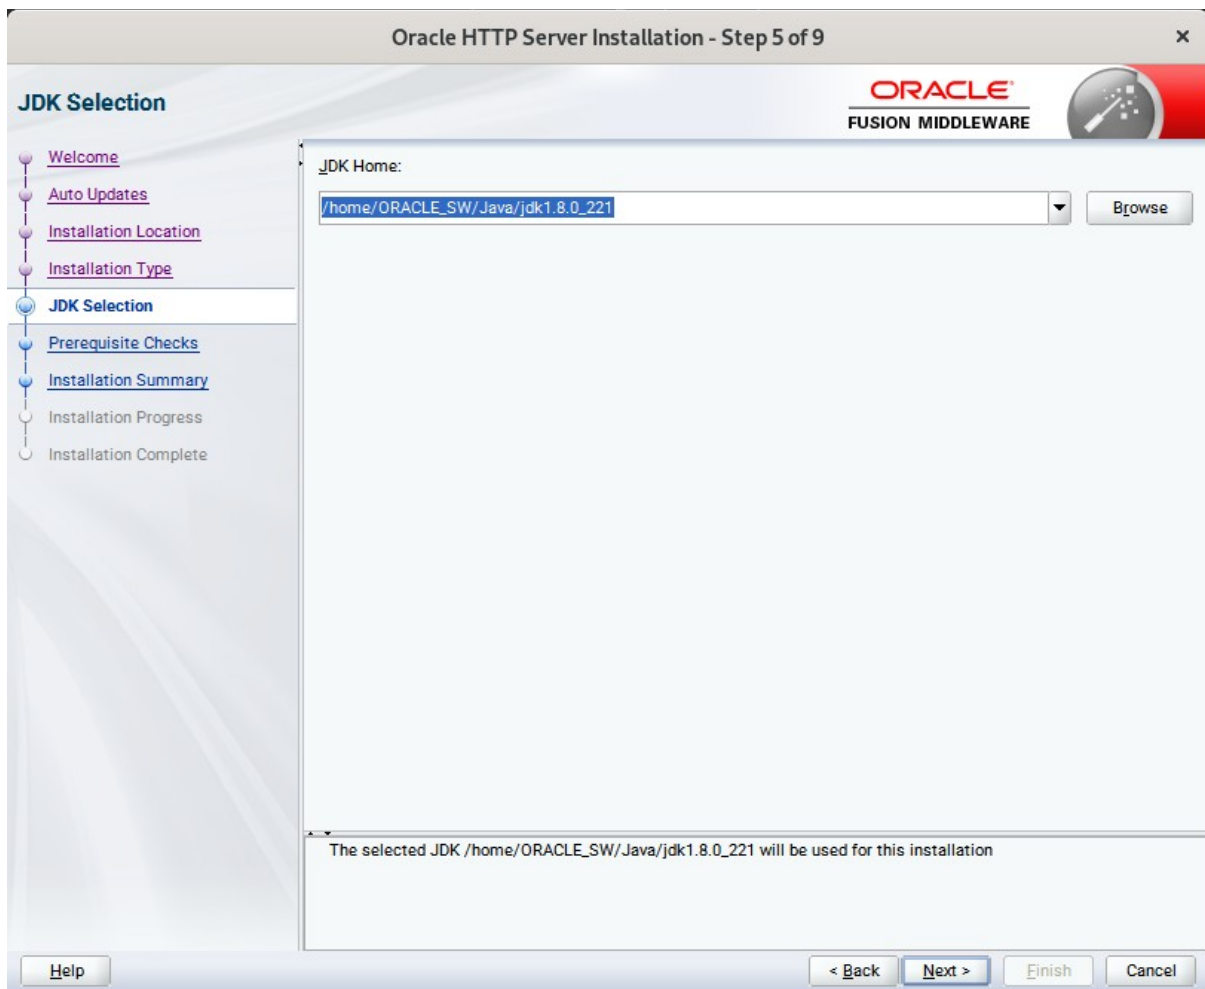 Oracle HTTP Server Installation - Step 5 of 9
JDK Selection
ORACLE
FUSION MIDDLEWARE
Welcome
Auto Updates
Installation Location
Installation Type
JDK Selection
Prerequisite Checks
Installation Summary
Installation Progress
Installation Complete
JDK Home:
/home/ORACLE_SW/Java/jdk1.8.0_221
Browse
The selected JDK /home/ORACLE_SW/Java/jdk1.8.0_221 will be used for this installation
Help
< Back
Next >
Finish
Cancel